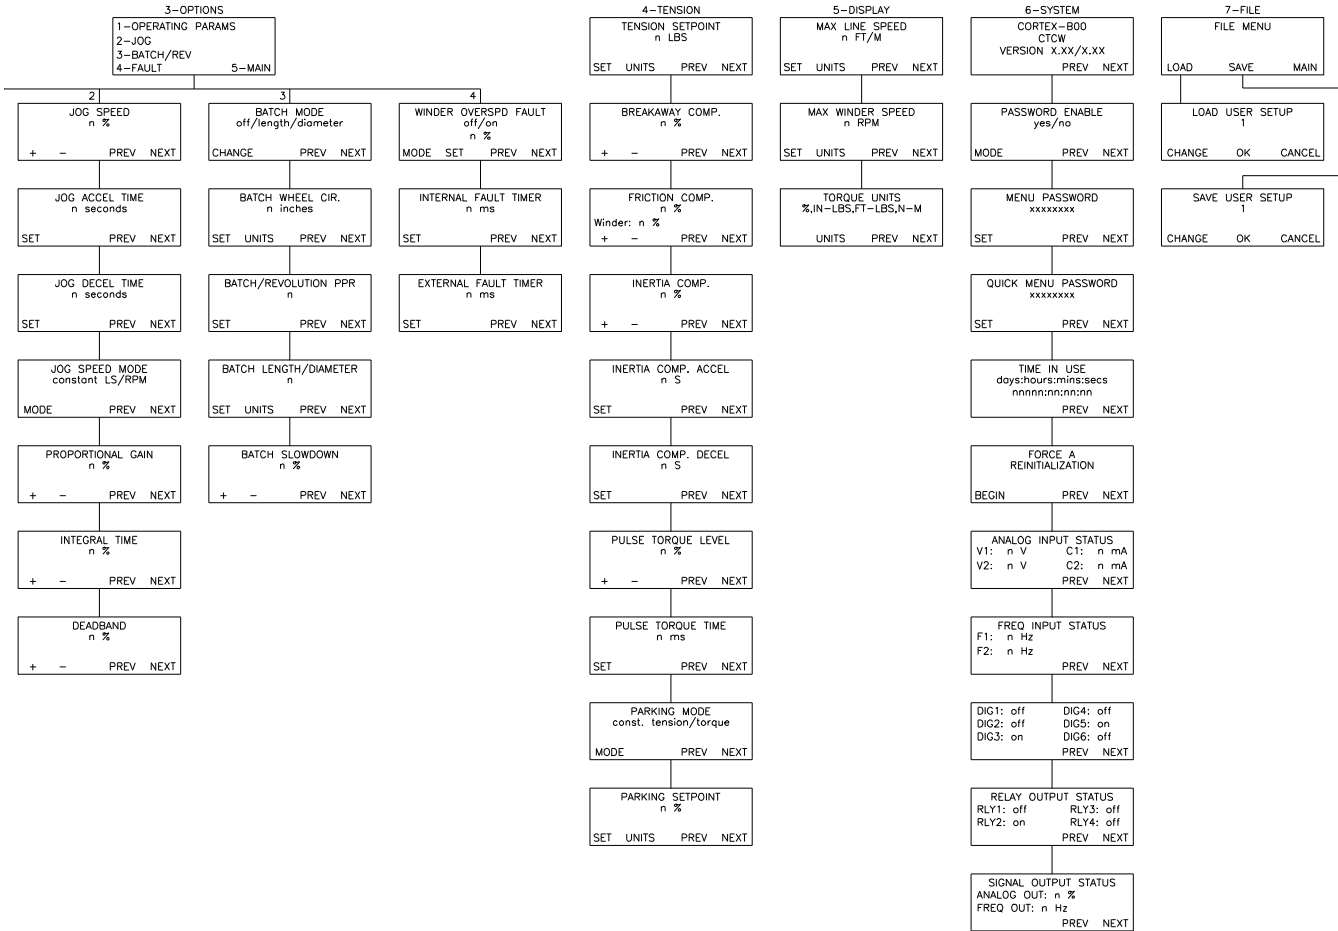 3-OPTIONS
1-OPERATING PARAMS
2-JOG
3-BATCH/REV
4-FAULT 5-MAIN
2
JOG SPEED
n %
+ - PREV NEXT
JOG ACCEL TIME
n seconds
SET PREV NEXT
JOG DECEL TIME
n seconds
SET PREV NEXT
JOG SPEED MODE
constant LS/RPM
MODE PREV NEXT
PROPORTIONAL GAIN
n %
+ - PREV NEXT
INTEGRAL TIME
n %
+ - PREV NEXT
DEADBAND
n %
+ - PREV NEXT
3
BATCH MODE
off/length/diameter
CHANGE PREV NEXT
BATCH WHEEL CIR.
n inches
SET UNITS PREV NEXT
BATCH/REVOLUTION PPR
n
SET PREV NEXT
BATCH LENGTH/DIAMETER
n
SET UNITS PREV NEXT
BATCH SLOWDOWN
n %
+ - PREV NEXT
4
WINDER OVERSPD FAULT
off/on
n %
MODE SET PREV NEXT
INTERNAL FAULT TIMER
n ms
SET PREV NEXT
EXTERNAL FAULT TIMER
n ms
SET PREV NEXT
4-TENSION
TENSION SETPOINT
n LBS
SET UNITS PREV NEXT
BREAKAWAY COMP.
n %
+ - PREV NEXT
FRICTION COMP.
n %
Winder: n %
+ - PREV NEXT
INERTIA COMP.
n %
+ - PREV NEXT
INERTIA COMP. ACCEL
n S
SET PREV NEXT
INERTIA COMP. DECEL
n S
SET PREV NEXT
PULSE TORQUE LEVEL
n %
+ - PREV NEXT
PULSE TORQUE TIME
n ms
SET PREV NEXT
PARKING MODE
const. tension/torque
MODE PREV NEXT
PARKING SETPOINT
n %
SET UNITS PREV NEXT
5-DISPLAY
MAX LINE SPEED
n FT/M
SET UNITS PREV NEXT
MAX WINDER SPEED
n RPM
SET UNITS PREV NEXT
TORQUE UNITS
%,IN-LBS,FT-LBS,N-M
UNITS PREV NEXT
6-SYSTEM
CORTEX-B00
CTCW
VERSION X.XX/X.XX
PREV NEXT
PASSWORD ENABLE
yes/no
MODE PREV NEXT
MENU PASSWORD
xxxxxxxx
SET PREV NEXT
QUICK MENU PASSWORD
xxxxxxxx
SET PREV NEXT
TIME IN USE
days:hours:mins:secs
nnnnn:nn:nn:nn
PREV NEXT
FORCE A
REINITIALIZATION
BEGIN PREV NEXT
ANALOG INPUT STATUS
V1: n V C1: n mA
V2: n V C2: n mA
PREV NEXT
FREQ INPUT STATUS
F1: n Hz
F2: n Hz
PREV NEXT
DIG1: off DIG4: off
DIG2: off DIG5: on
DIG3: on DIG6: off
PREV NEXT
RELAY OUTPUT STATUS
RLY1: off RLY3: off
RLY2: on RLY4: off
PREV NEXT
SIGNAL OUTPUT STATUS
ANALOG OUT: n %
FREQ OUT: n Hz
PREV NEXT
7-FILE
FILE MENU
LOAD SAVE MAIN
LOAD USER SETUP
1
CHANGE OK CANCEL
SAVE USER SETUP
1
CHANGE OK CANCEL